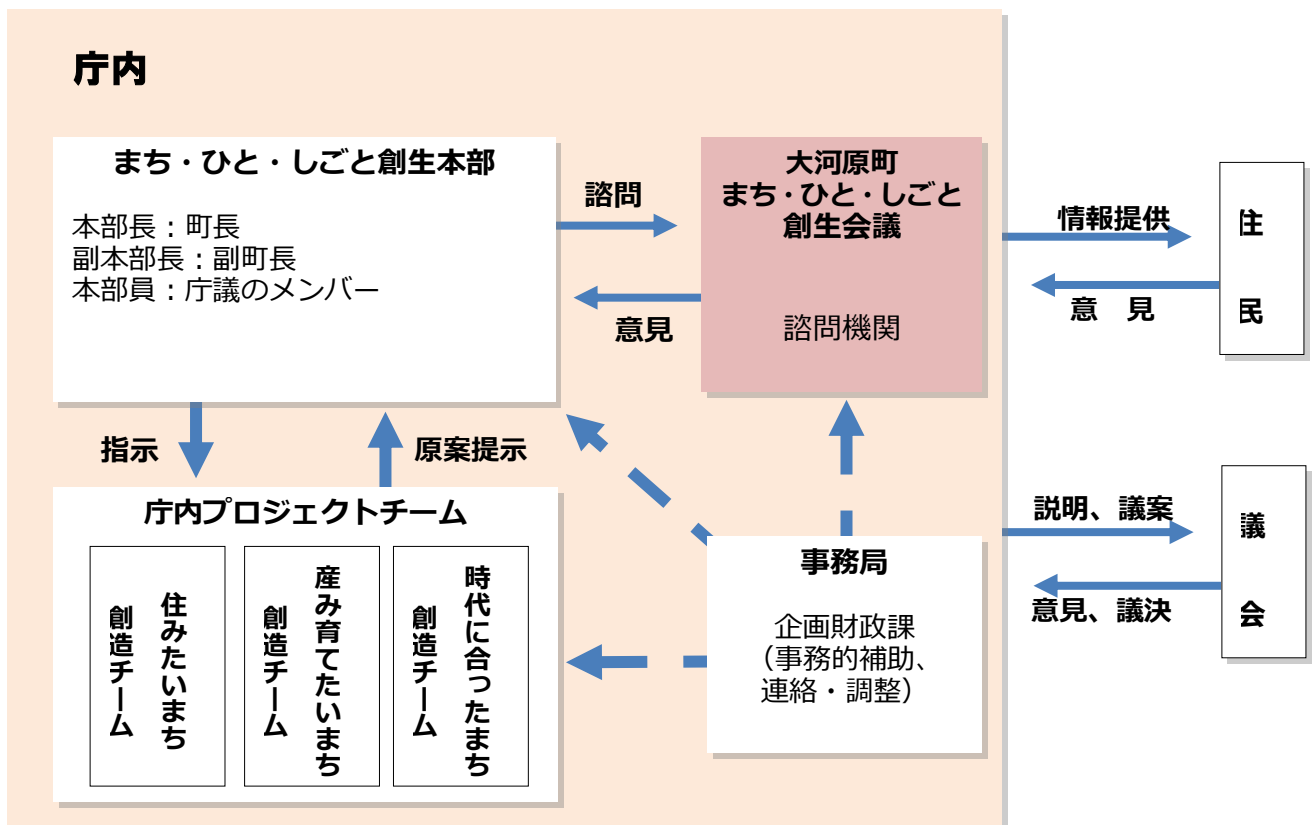 庁内
まち・ひと・しごと創生本部
本部長：町長
副本部長：副町長
本部員：庁議のメンバー
諮問
意見
大河原町
まち・ひと・しごと
創生会議
諮問機関
情報提供
意　見
住
民
指示
原案提示
庁内プロジェクトチーム
住みたいまち
創造チーム
産み育てたいまち
創造チーム
時代に合ったまち
創造チーム
事務局
企画財政課
（事務的補助、
連絡・調整）
説明、議案
意見、議決
議
会